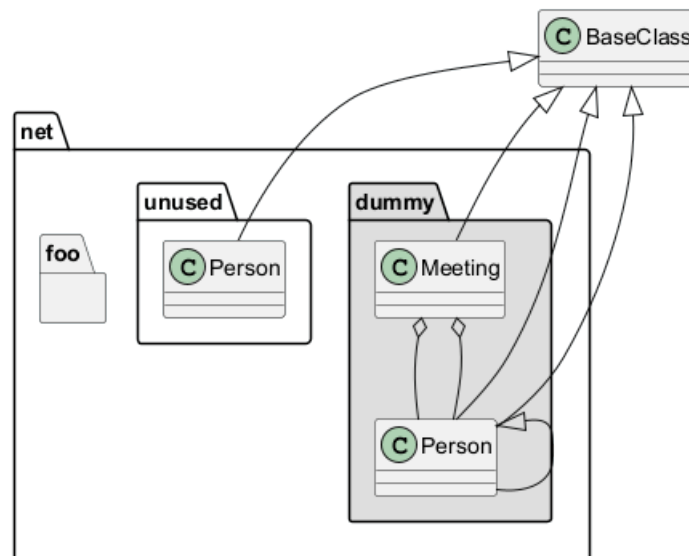 C BaseClass
net
unused
dummy
foo
C Person
C Meeting
C Person